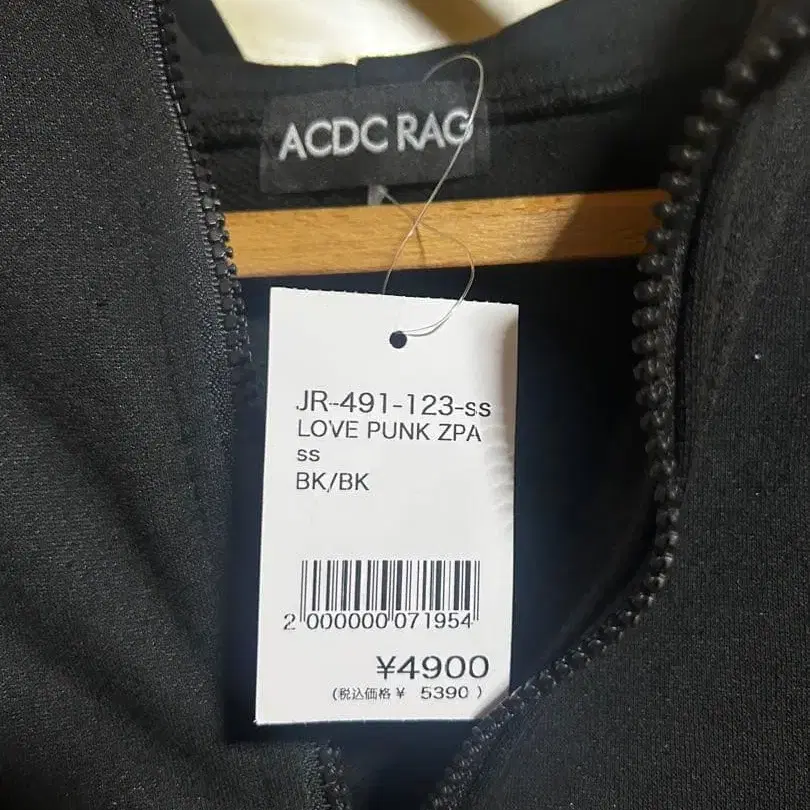 ACDC RAG
JR-491-123-ss
LOVE PUNK ZPA
ss
BK/BK
2 000000 071954
¥4900
(税込価格¥ 5390)